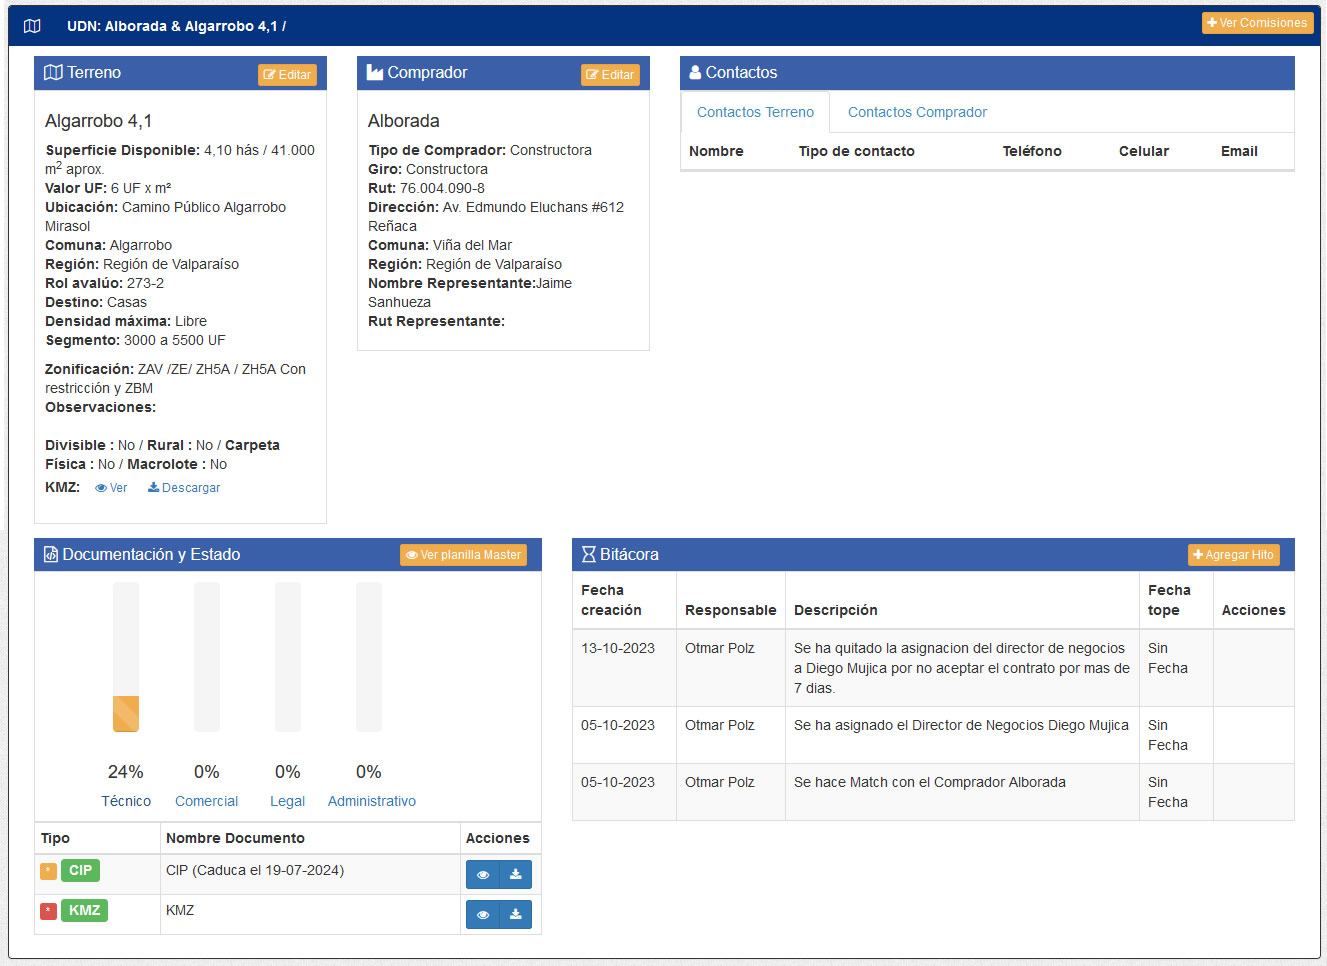 UDN: Alborada & Algarrobo 4,1 /
Ver Comisiones
Terreno
Editar
Algarrobo 4,1
Superficie Disponible: 4,10 hás / 41.000
m² aprox.
Valor UF: 6 UF x m²
Ubicación: Camino Público Algarrobo
Mirasol
Comuna: Algarrobo
Región: Región de Valparaíso
Rol avalúo: 273-2
Destino: Casas
Densidad máxima: Libre
Segmento: 3000 a 5500 UF
Zonificación: ZAV /ZE/ ZH5A / ZH5A Con
restricción y ZBM
Observaciones:
Divisible : No / Rural : No / Carpeta
Física : No / Macrolote : No
KMZ: Ver Descargar
Comprador
Editar
Alborada
Tipo de Comprador: Constructora
Giro: Constructora
Rut: 76.004.090-8
Dirección: Av. Edmundo Eluchans #612
Reñaca
Comuna: Viña del Mar
Región: Región de Valparaíso
Nombre Representante:Jaime
Sanhueza
Rut Representante:
Contactos
Contactos Terreno Contactos Comprador
Nombre Tipo de contacto Teléfono Celular Email
Documentación y Estado
Ver planilla Master
24% 0% 0% 0%
Técnico Comercial Legal Administrativo
Tipo Nombre Documento Acciones
* CIP CIP (Caduca el 19-07-2024)
* KMZ KMZ
Bitácora
Agregar Hito
Fecha
creación Responsable Descripción Fecha
tope Acciones
13-10-2023 Otmar Polz Se ha quitado la asignacion del director de negocios
a Diego Mujica por no aceptar el contrato por mas de
7 dias.
Sin
Fecha
05-10-2023 Otmar Polz Se ha asignado el Director de Negocios Diego Mujica Sin
Fecha
05-10-2023 Otmar Polz Se hace Match con el Comprador Alborada Sin
Fecha